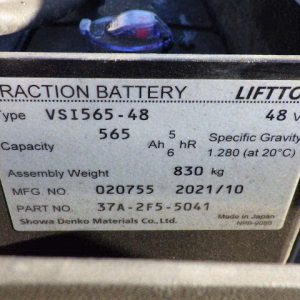 RACTION BATTERY LIFTTO
Type VSI565-48 48 V
Capacity 565 Ah 5/6 hR Specific Gravity
1.280 (at 20°C)
Assembly Weight 830 kg
MFG. NO. 020755 2021/10
PART NO. 37A-2F5-5041
Showa Denko Materials Co., Ltd. Made in Japan